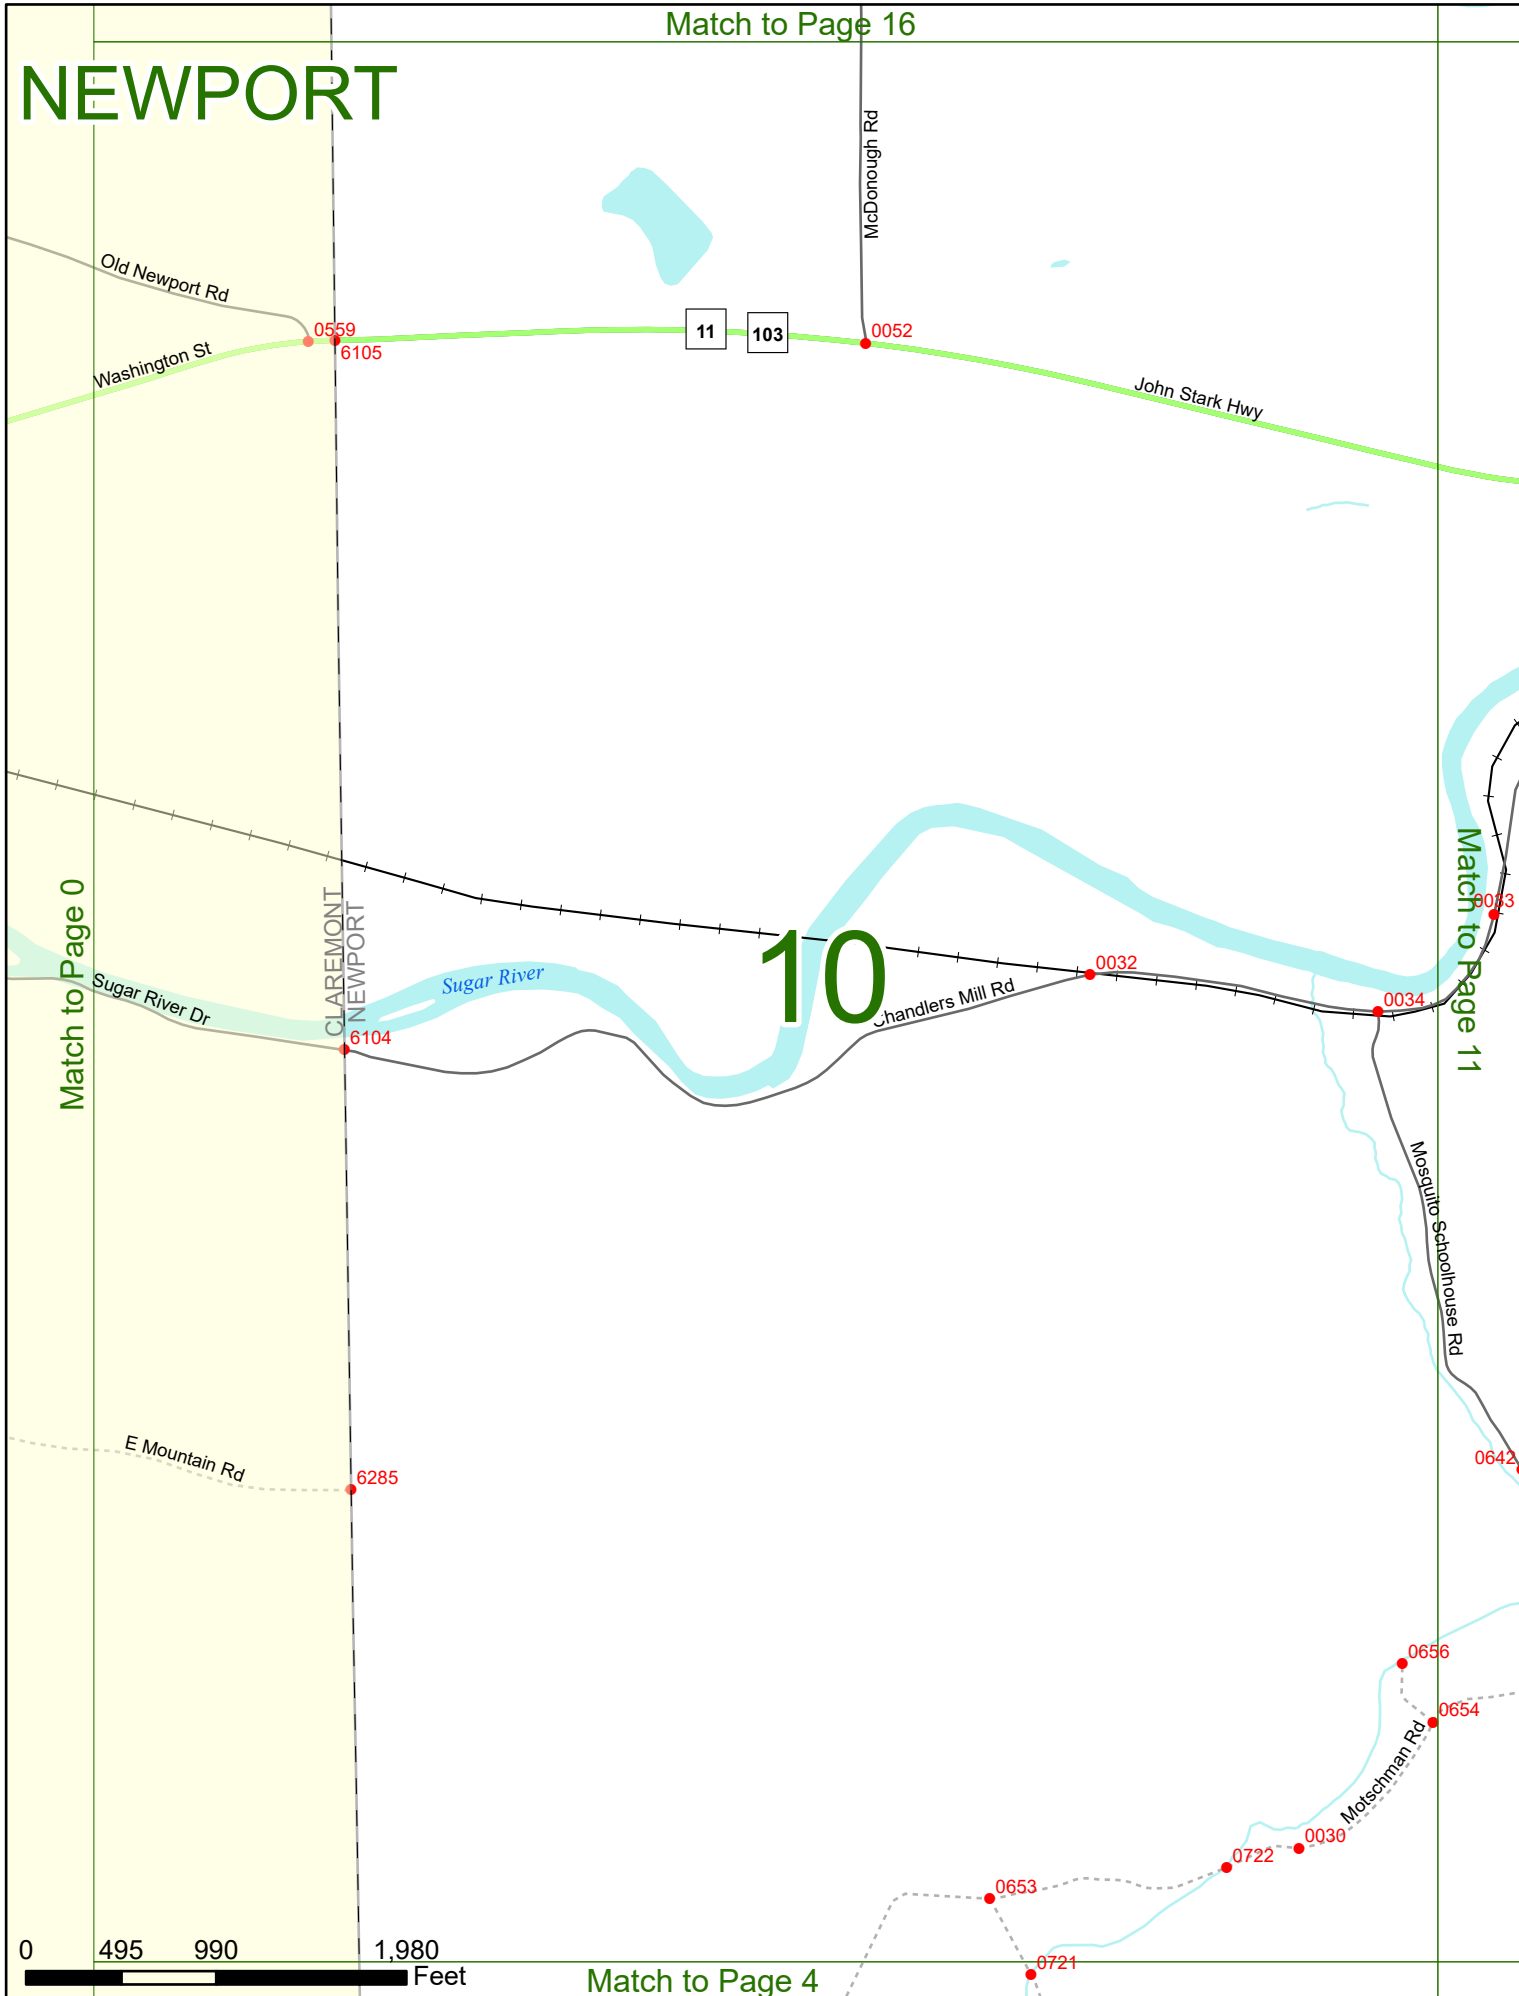 Match to Page 16
NEWPORT
McDonough Rd
Old Newport Rd
0559
11
103
0052
6105
Washington St
John Stark Hwy
Match to Page 11
Match to Page 0
CLAREMONT
NEWPORT
0083
10
0032
Sugar River
Sugar River Dr
Chandlers Mill Rd
0034
6104
Mosquito Schoolhouse Rd
E Mountain Rd
6285
0642
0656
0654
Motschman Rd
0030
0722
0653
0 495 990 1,980
Feet
0721
Match to Page 4